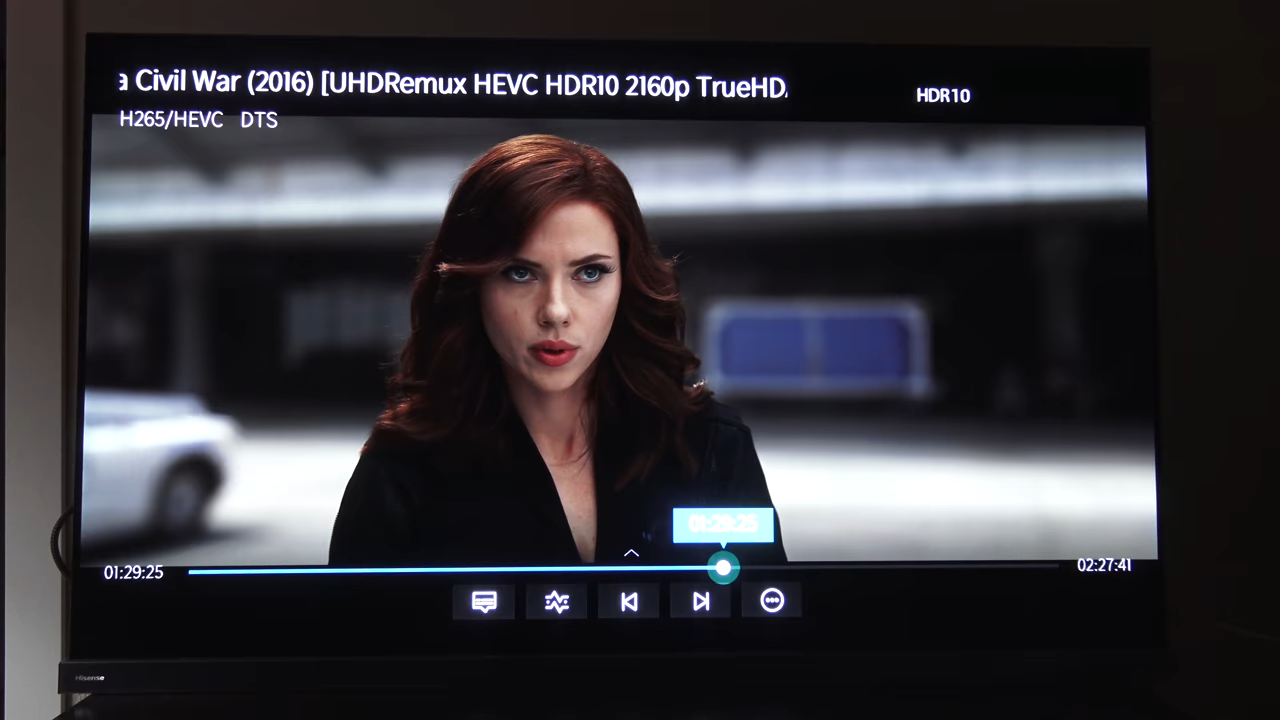 a Civil War (2016) [UHDRemux HEVC HDR10 2160p TrueHD
HDR10
H265/HEVC DTS
01:29:25
01:29:25
02:27:41
Hisense